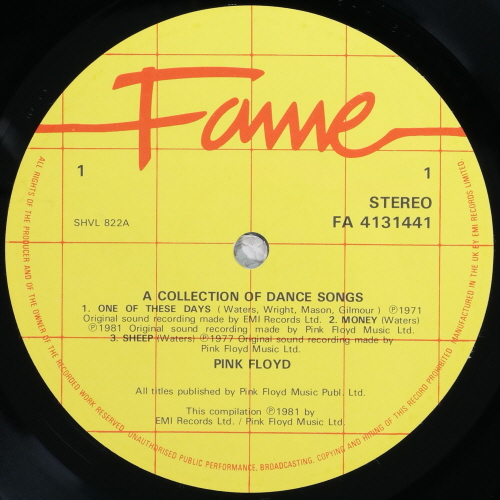 Fame
1
1
STEREO
SHVL 822A
FA 4131441
A COLLECTION OF DANCE SONGS
1. ONE OF THESE DAYS (Waters, Wright, Mason, Gilmour) ℗1971
Original sound recording made by EMI Records Ltd. 2. MONEY (Waters)
℗1981 Original sound recording made by Pink Floyd Music Ltd.
3. SHEEP (Waters) ℗1977 Original sound recording made by
Pink Floyd Music Ltd.
PINK FLOYD
All titles published by Pink Floyd Music Publ. Ltd.
This compilation ℗1981 by
EMI Records Ltd. / Pink Floyd Music Ltd.
ALL RIGHTS OF THE PRODUCER AND OF THE OWNER OF THE RECORDED WORK RESERVED. UNAUTHORISED PUBLIC PERFORMANCE, BROADCASTING, COPYING AND HIRING OF THIS RECORD PROHIBITED. MANUFACTURED IN THE UK BY EMI RECORDS LIMITED.